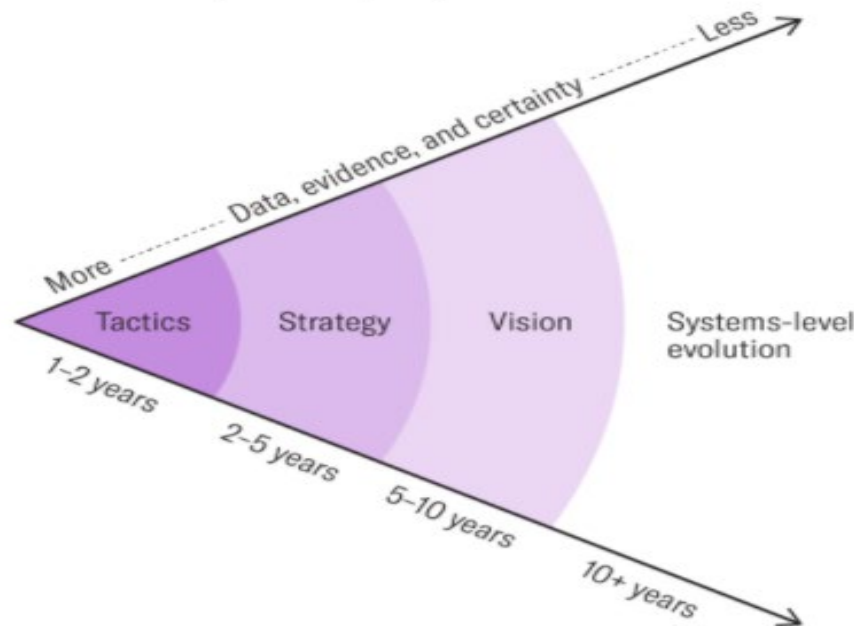 Less
Data, evidence, and certainty
More
Tactics
Strategy
Vision
Systems-level
evolution
1–2 years
2–5 years
5–10 years
10+ years